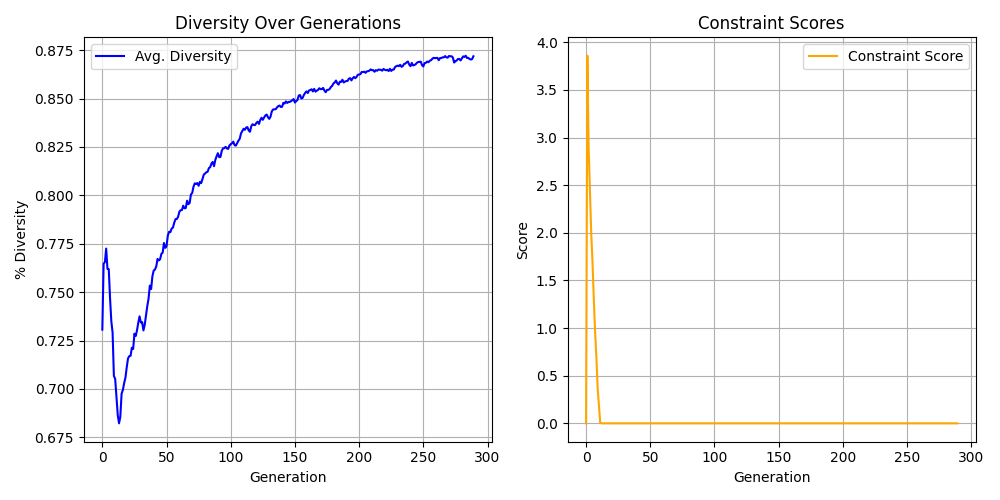 Diversity Over Generations
Avg. Diversity
% Diversity
0.875
0.850
0.825
0.800
0.775
0.750
0.725
0.700
0.675
0 50 100 150 200 250 300
Generation
Constraint Scores
Constraint Score
Score
4.0
3.5
3.0
2.5
2.0
1.5
1.0
0.5
0.0
0 50 100 150 200 250 300
Generation